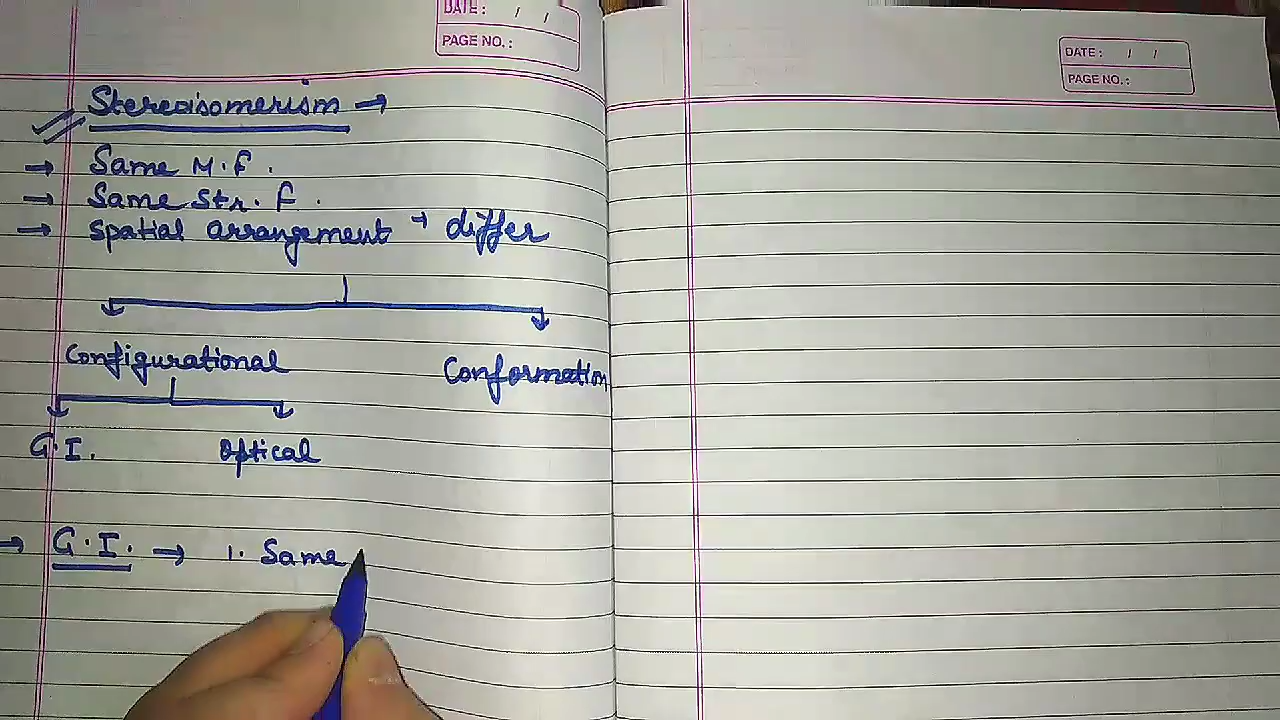 DATE: / /
PAGE NO.:
DATE: / /
PAGE NO.:
Stereoisomerism →
→ Same M.F.
→ Same Str. F.
→ Spatial arrangement → differ
Configurational Conformation
G.I. Optical
→ G.I. → 1. Same